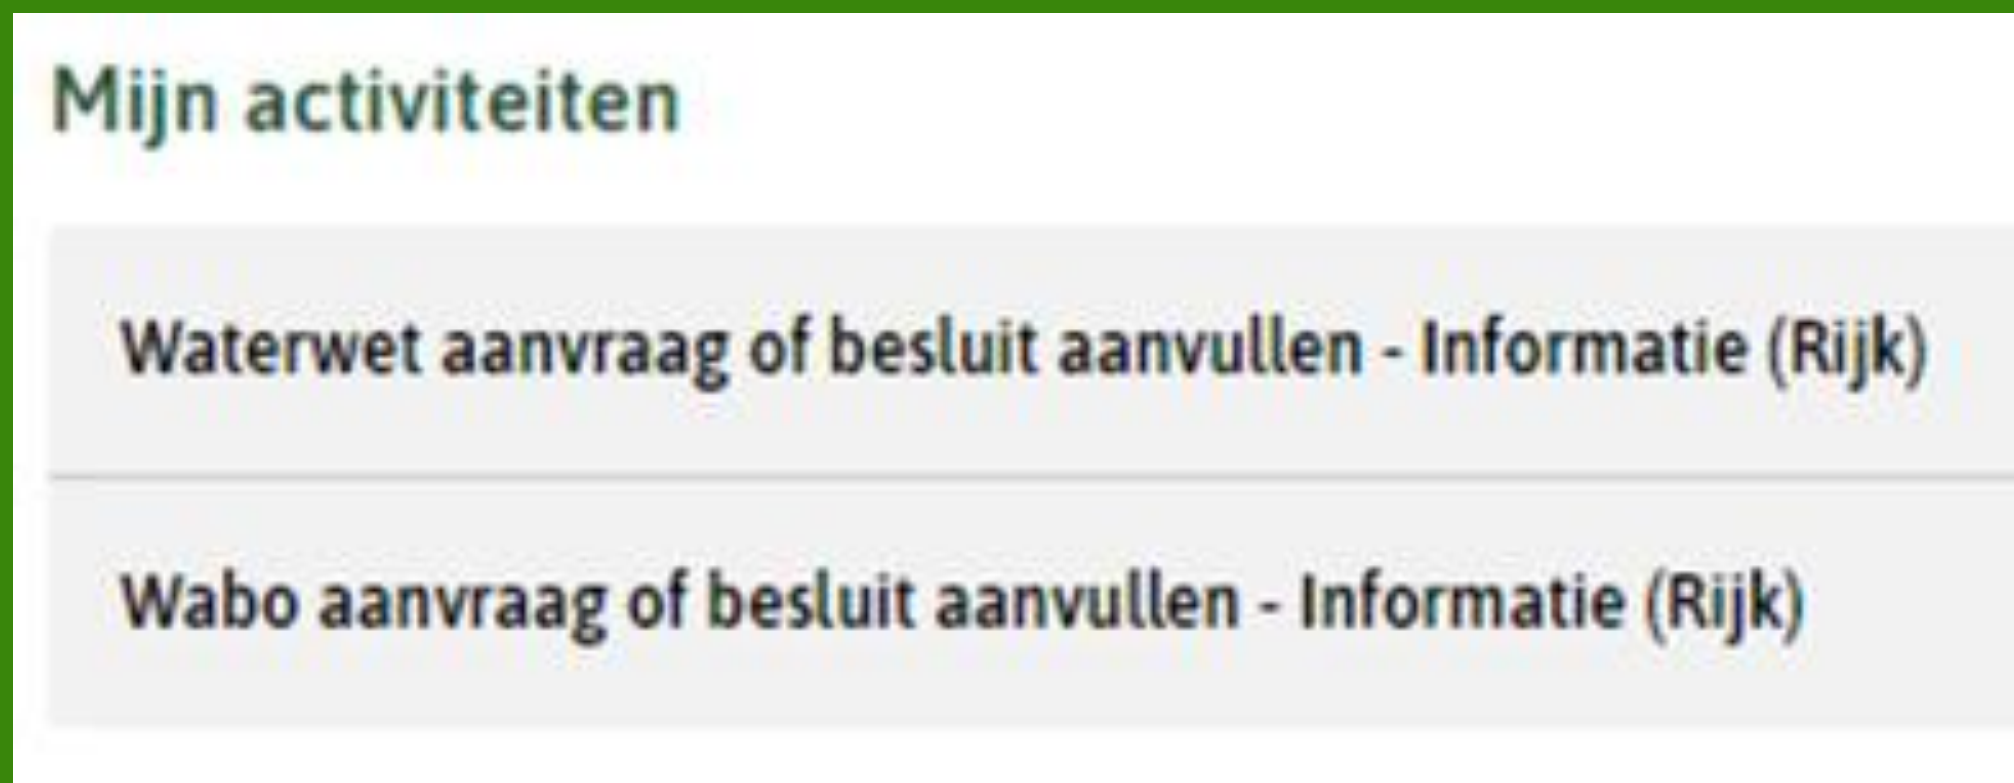 Mijn activiteiten
Waterwet aanvraag of besluit aanvullen - Informatie (Rijk)
Wabo aanvraag of besluit aanvullen - Informatie (Rijk)